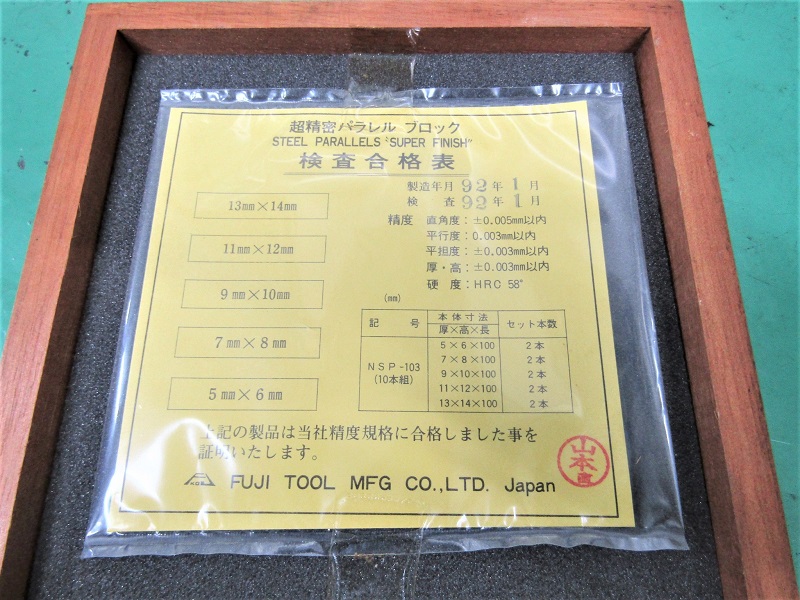 超精密パラレル ブロック
STEEL PARALLELS "SUPER FINISH"
検査合格表
製造年月 92年 1月
検 査 92年 1月
精度 直角度：±0.005mm以内
平行度：0.003mm以内
平担度：±0.003mm以内
厚・高：±0.003mm以内
硬 度：HRC 58°
13mm×14mm
11mm×12mm
9mm×10mm
7mm×8mm
5mm×6mm
(mm)
記 号 本体寸法 厚×高×長 セット本数
NSP-103 (10本組)
5×6×100 2本
7×8×100 2本
9×10×100 2本
11×12×100 2本
13×14×100 2本
上記の製品は当社精度規格に合格しました事を
証明いたします。
山本
FUJI TOOL MFG CO.,LTD. Japan